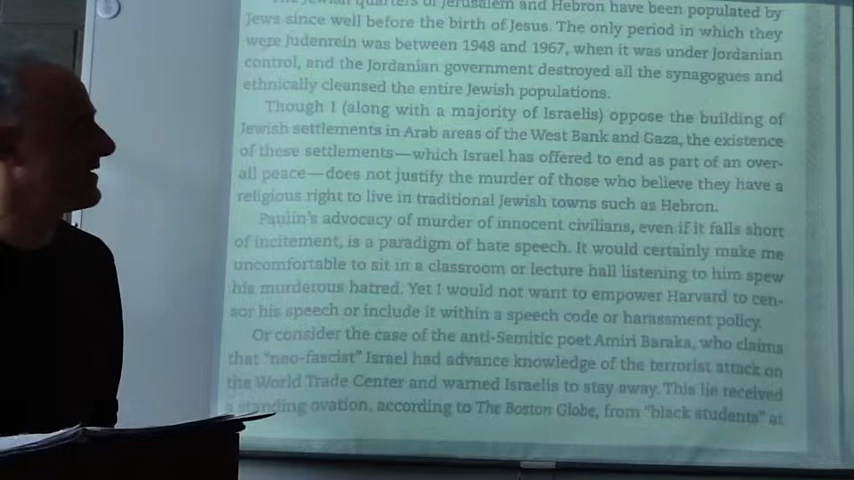 The Jewish quarters of Jerusalem and Hebron have been populated by
Jews since well before the birth of Jesus. The only period in which they
were Judenrein was between 1948 and 1967, when it was under Jordanian
control, and the Jordanian government destroyed all the synagogues and
ethnically cleansed the entire Jewish populations.
Though I (along with a majority of Israelis) oppose the building of
Jewish settlements in Arab areas of the West Bank and Gaza, the existence
of these settlements—which Israel has offered to end as part of an over-
all peace—does not justify the murder of those who believe they have a
religious right to live in traditional Jewish towns such as Hebron.
Paulin's advocacy of murder of innocent civilians, even if it falls short
of incitement, is a paradigm of hate speech. It would certainly make me
uncomfortable to sit in a classroom or lecture hall listening to him spew
his murderous hatred. Yet I would not want to empower Harvard to cen-
sor his speech or include it within a speech code or harassment policy.
Or consider the case of the anti-Semitic poet Amiri Baraka, who claims
that "neo-fascist" Israel had advance knowledge of the terrorist attack on
the World Trade Center and warned Israelis to stay away. This lie received
a standing ovation, according to The Boston Globe, from "black students" at